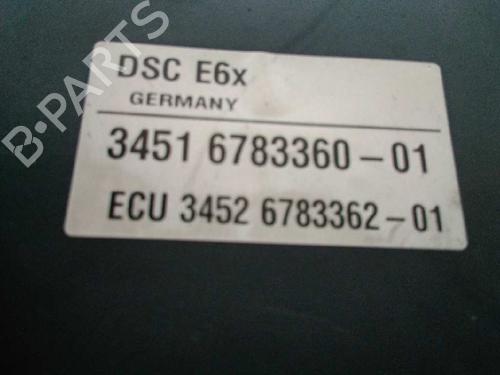 DSC E6x
GERMANY
3451 6783360-01
ECU 3452 6783362-01
B-PARTS